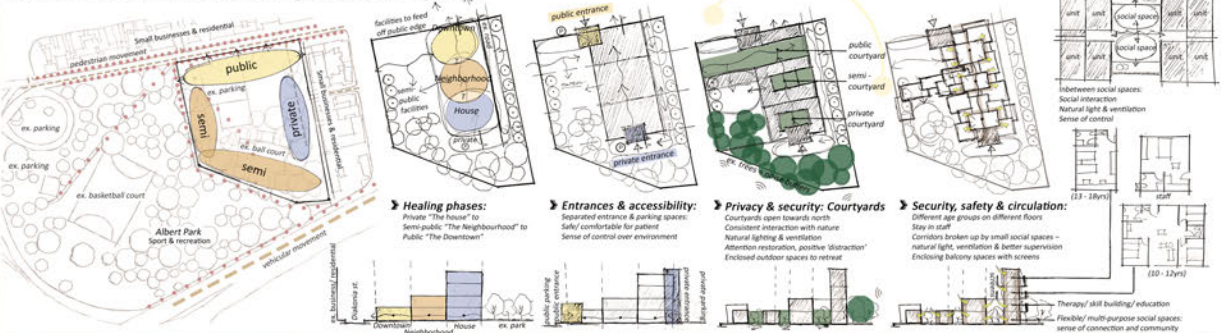 Small businesses & residential
pedestrian movement
public
ex. parking
semi
private
ex. ball court
semi
Small businesses & residential
ex. parking
ex. parking
ex. basketball court
Albert Park
Sport & recreation
vehicular movement
facilities to feed
off public edge
Downtown
Neighborhood
House
semi-
public
facilities
private
Healing phases:
Private "The house" to
Semi-public "The Neighbourhood" to
Public "The Downtown"
ex. business/ residential
Diakonia st.
Downtown
Neighborhood
House
ex. park
public entrance
P
P
private entrance
Entrances & accessibility:
Separated entrance & parking spaces:
Safe/ comfortable for patient
Sense of control over environment
public parking
public entrance
private entrance
private parking
public
courtyard
semi -
courtyard
private
courtyard
ex. trees
Privacy & security: Courtyards
Courtyards open towards north
Consistent interaction with nature
Natural lighting & ventilation
Attention restoration, positive 'distraction'
Enclosed outdoor spaces to retreat
Security, safety & circulation:
Different age groups on different floors
Stay in staff
Corridors broken up by small social spaces –
natural light, ventilation & better supervision
Enclosing balcony spaces with screens
screens
unit
unit
social space
unit
unit
social space
unit
unit
unit
unit
Inbetween social spaces:
Social interaction
Natural light & ventilation
Sense of control
(13 - 18yrs)
staff
(10 - 12yrs)
Therapy/ skill building/ education
Flexible/ multi-purpose social spaces:
sense of connection and community